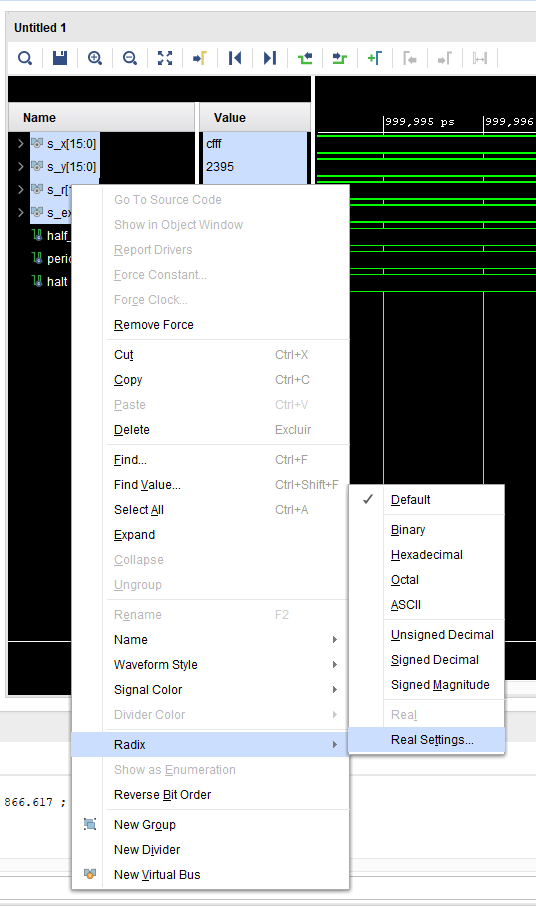 Untitled 1
Name Value
999,995 ps 999,996
s_x[15:0] cfff
s_y[15:0] 2395
s_r[1
s_ex
half_
peric
halt
Go To Source Code
Show in Object Window
Report Drivers
Force Constant...
Force Clock...
Remove Force
Cut Ctrl+X
Copy Ctrl+C
Paste Ctrl+V
Delete Excluir
Find... Ctrl+F
Find Value... Ctrl+Shift+F
Select All Ctrl+A
Expand
Collapse
Ungroup
Rename F2
Name
Waveform Style
Signal Color
Divider Color
Radix
Show as Enumeration
Reverse Bit Order
New Group
New Divider
New Virtual Bus
Default
Binary
Hexadecimal
Octal
ASCII
Unsigned Decimal
Signed Decimal
Signed Magnitude
Real
Real Settings...
866.617 ;